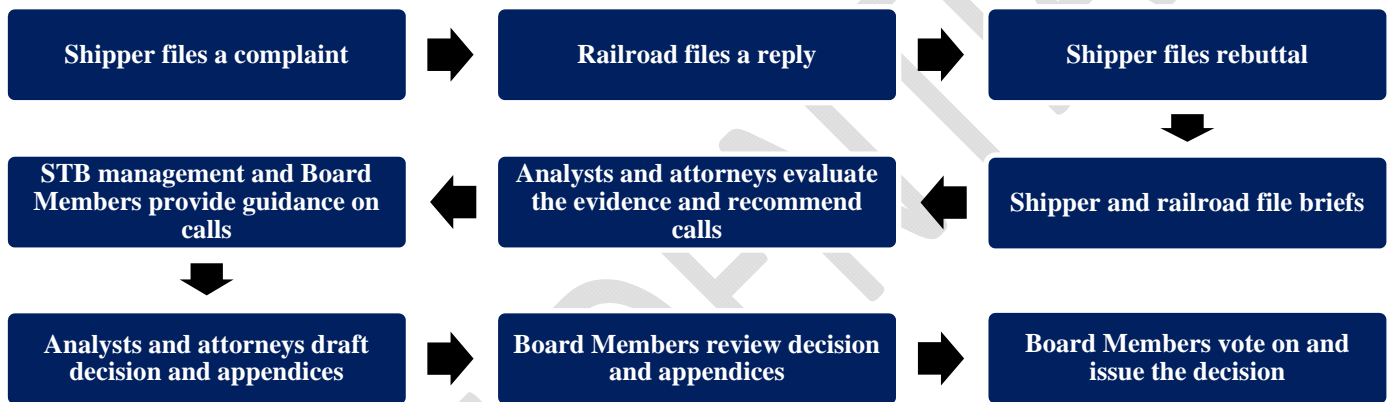 Shipper files a complaint
Railroad files a reply
Shipper files rebuttal
Shipper and railroad file briefs
Analysts and attorneys evaluate
the evidence and recommend
calls
STB management and Board
Members provide guidance on
calls
Analysts and attorneys draft
decision and appendices
Board Members review decision
and appendices
Board Members vote on and
issue the decision